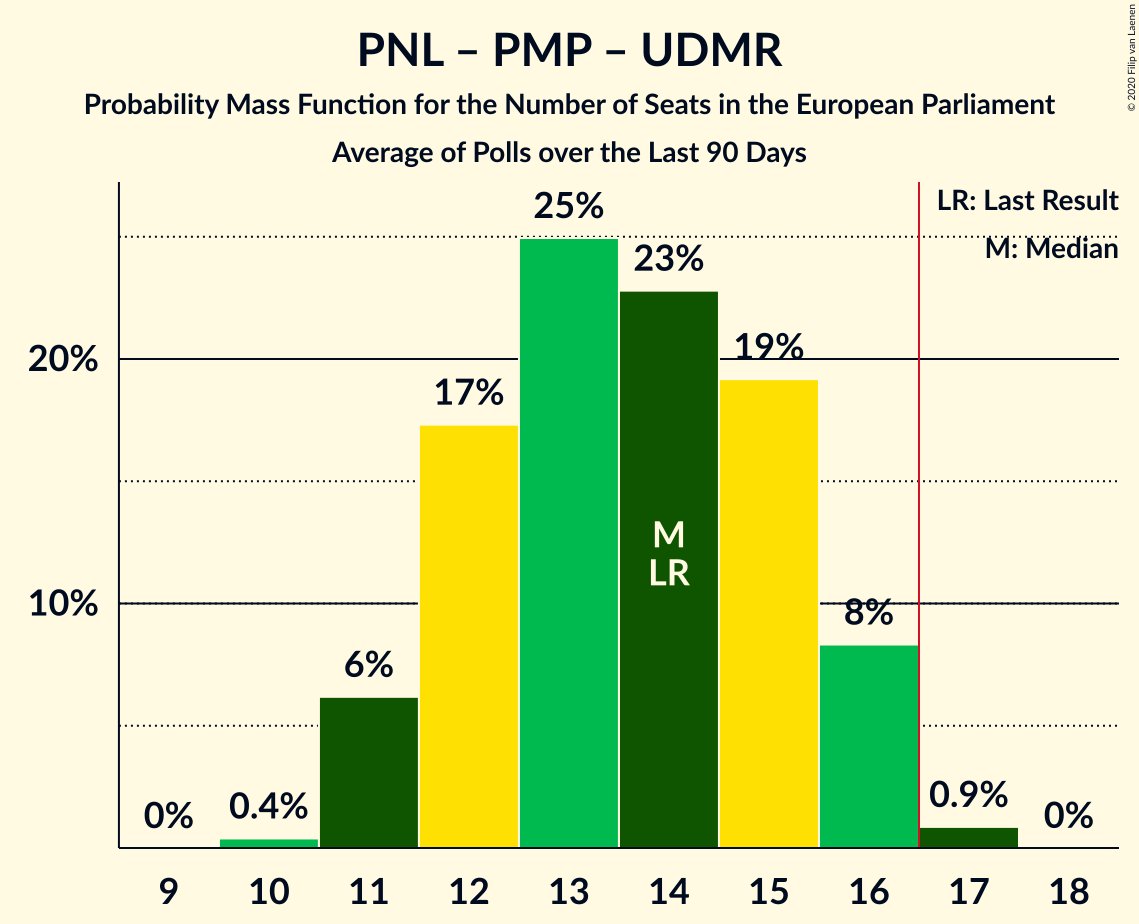 PNL – PMP – UDMR
Probability Mass Function for the Number of Seats in the European Parliament
Average of Polls over the Last 90 Days
© 2020 Filip van Laenen
LR: Last Result
M: Median
25%
23%
19%
20%
17%
M
LR
10%
8%
6%
0%
0.4%
0.9%
0%
9
10
11
12
13
14
15
16
17
18